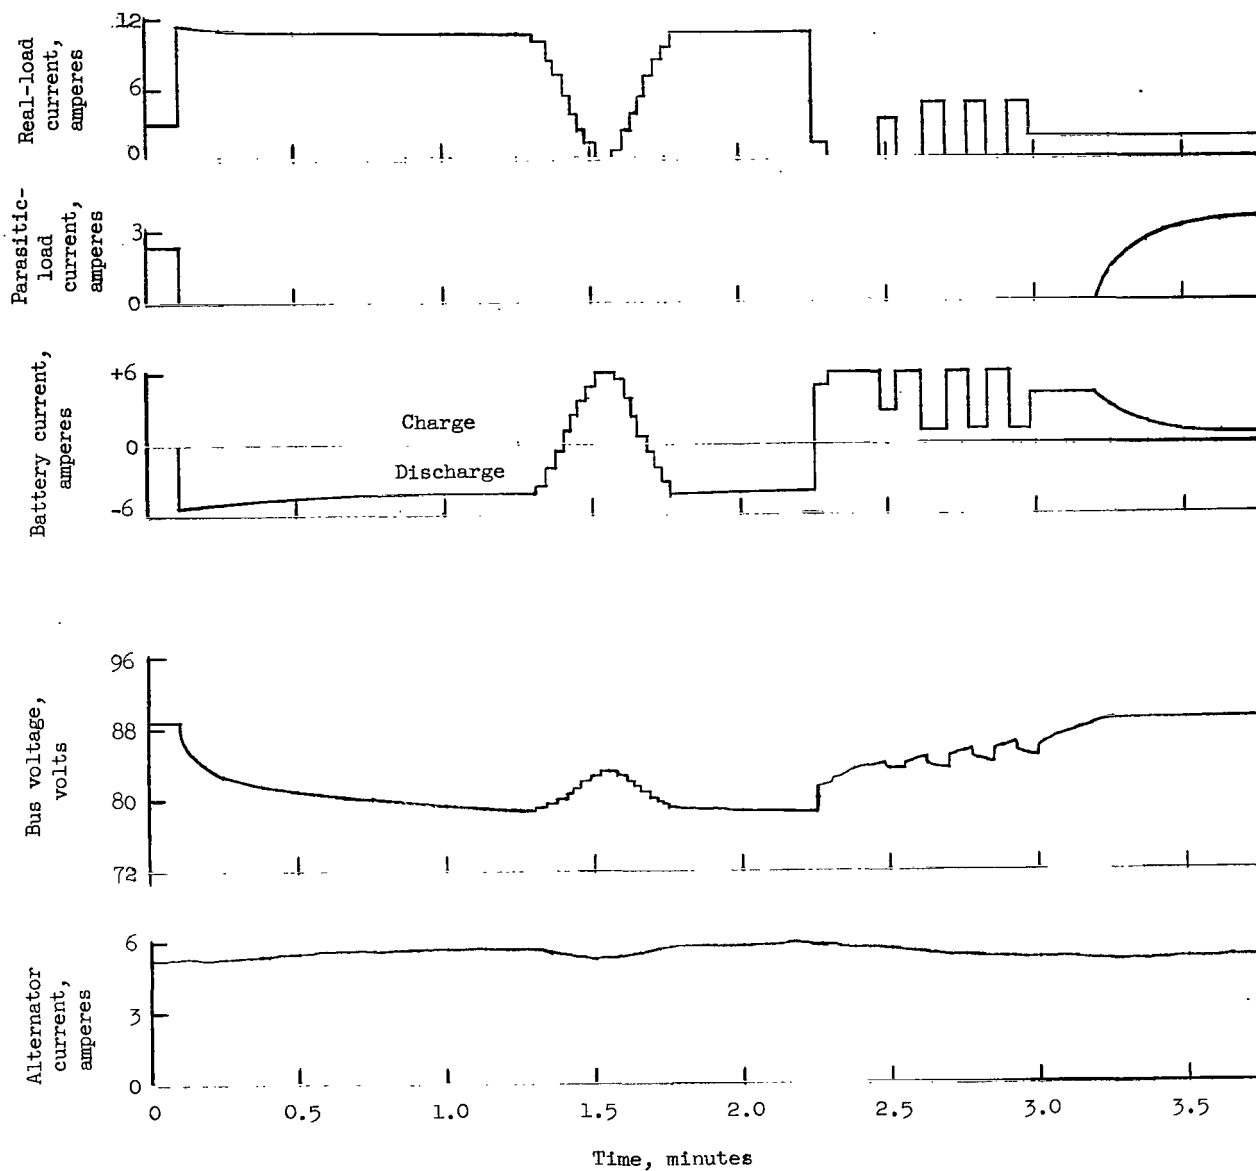 Real-load
current,
amperes
12
6
0
Parasitic-
load
current,
amperes
3
0
Battery current,
amperes
+6
0
-6
Charge
Discharge
Bus voltage,
volts
96
88
80
72
Alternator
current,
amperes
6
3
0
0 0.5 1.0 1.5 2.0 2.5 3.0 3.5
Time, minutes